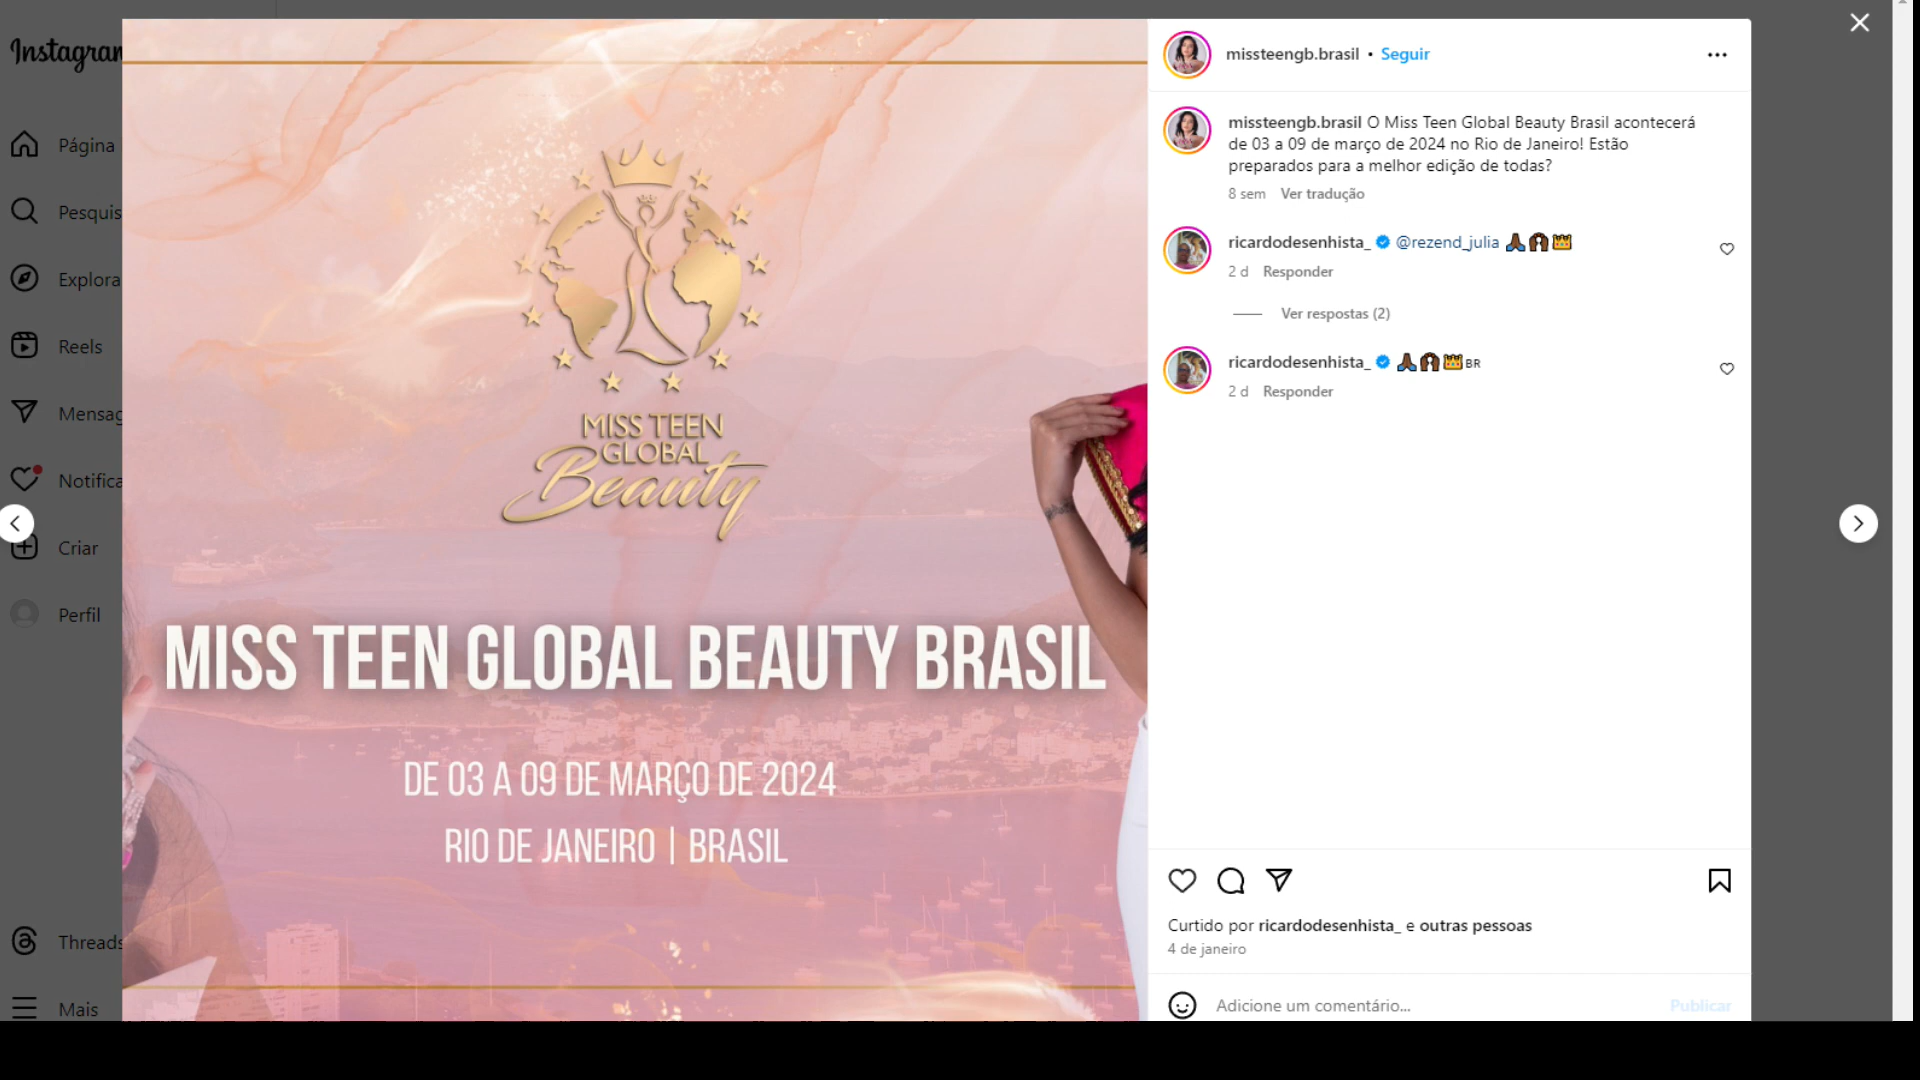 Instagram
Página
Pesquis
Explora
Reels
Mensag
Notifica
Criar
Perfil
Threads
Mais
MISS TEEN
GLOBAL
Beauty
MISS TEEN GLOBAL BEAUTY BRASIL
DE 03 A 09 DE MARÇO DE 2024
RIO DE JANEIRO | BRASIL
missteengb.brasil • Seguir
missteengb.brasil O Miss Teen Global Beauty Brasil acontecerá
de 03 a 09 de março de 2024 no Rio de Janeiro! Estão
preparados para a melhor edição de todas?
8 sem Ver tradução
ricardodesenhista_ @rezend_julia 🙏🏾👸🏾👑
2 d Responder
Ver respostas (2)
ricardodesenhista_ 🙏🏾👸🏾👑BR
2 d Responder
Curtido por ricardodesenhista_ e outras pessoas
4 de janeiro
Adicione um comentário...
Publicar